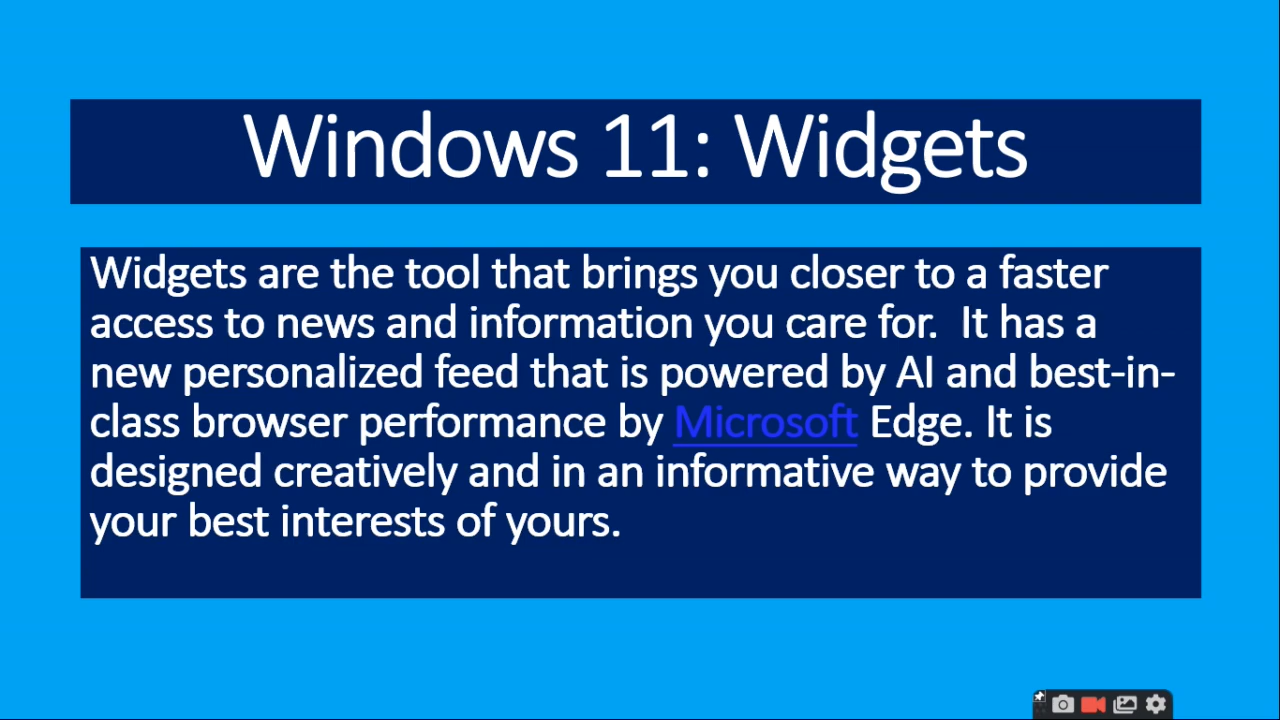 Windows 11: Widgets
Widgets are the tool that brings you closer to a faster
access to news and information you care for.  It has a
new personalized feed that is powered by AI and best-in-
class browser performance by Microsoft Edge. It is
designed creatively and in an informative way to provide
your best interests of yours.